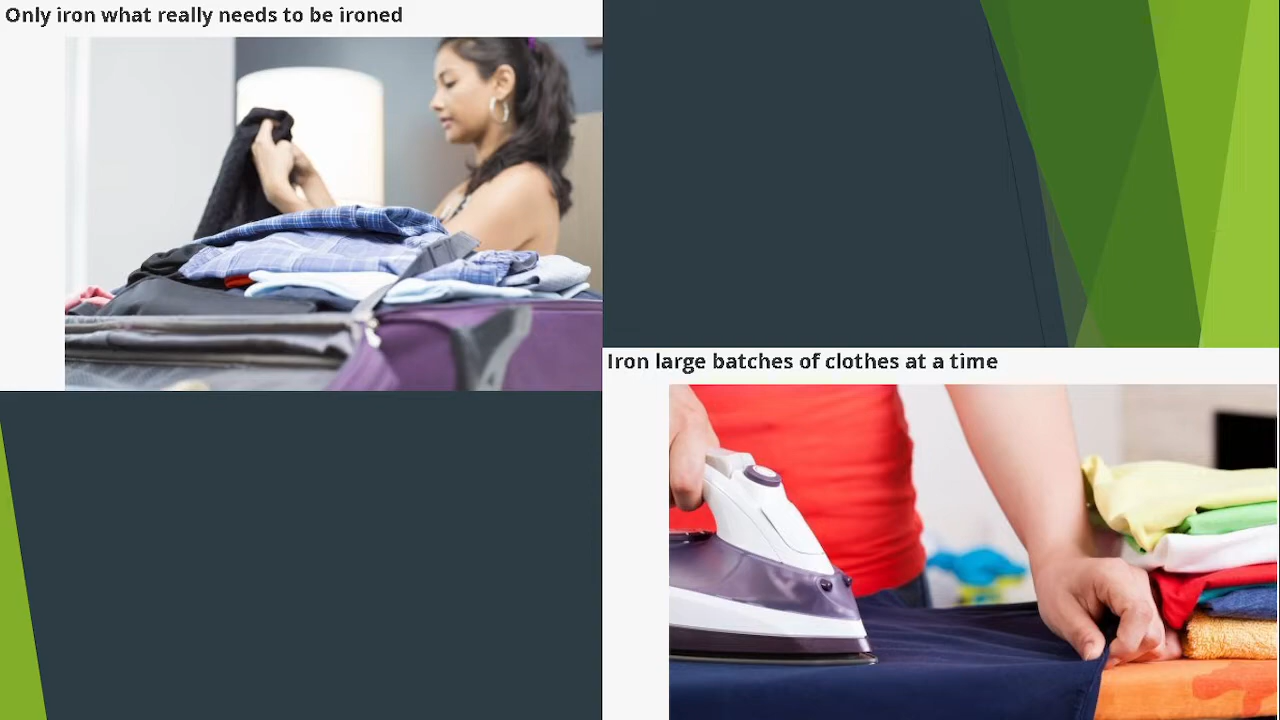 Only iron what really needs to be ironed
Iron large batches of clothes at a time